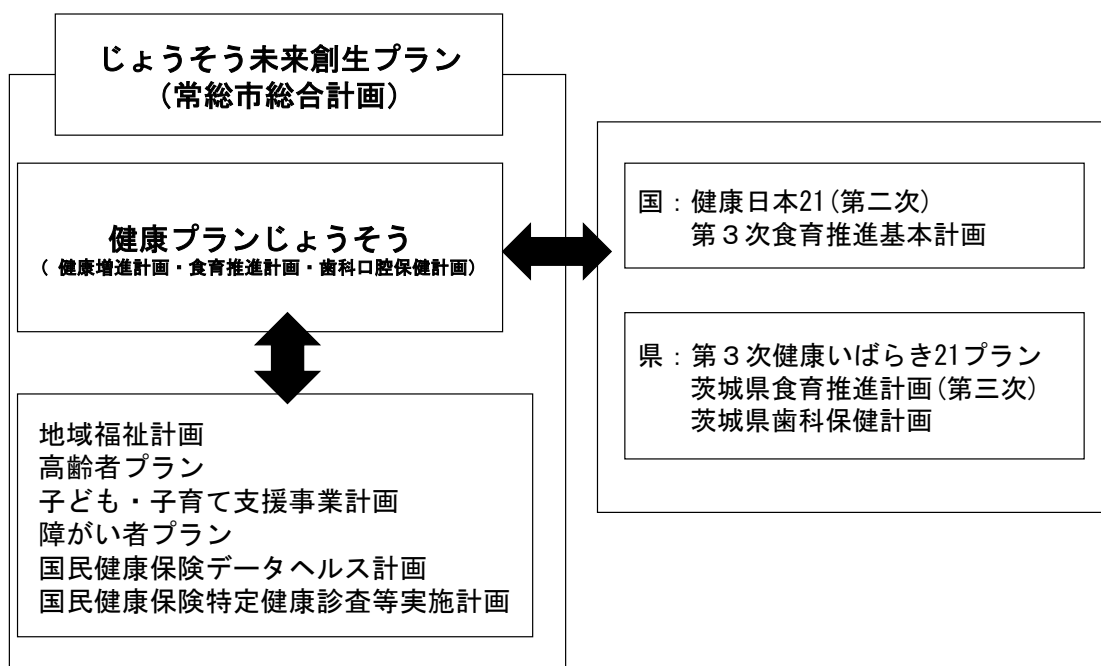 じょうそう未来創生プラン
（常総市総合計画）
健康プランじょうそう
（ 健康増進計画・食育推進計画・歯科口腔保健計画）
地域福祉計画
高齢者プラン
子ども・子育て支援事業計画
障がい者プラン
国民健康保険データヘルス計画
国民健康保険特定健康診査等実施計画
国：健康日本21(第二次)
第３次食育推進基本計画
県：第３次健康いばらき21プラン
茨城県食育推進計画(第三次)
茨城県歯科保健計画